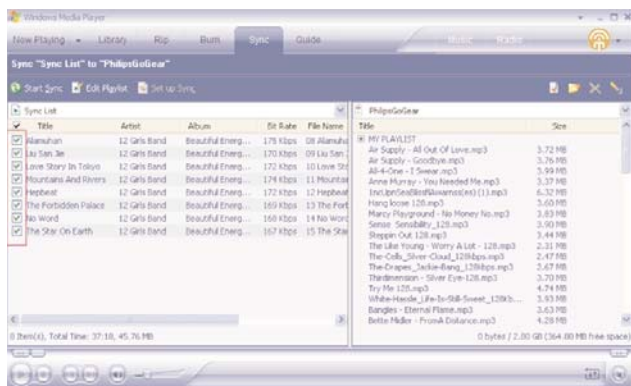 Windows Media Player
Now Playing Library Rip Burn Sync Guide Music Radio
Sync "Sync List" to "PhilipsGoGear"
Start Sync Edit Playlist Set up Sync
Sync List
PhilipsGoGear
Title Artist Album Bit Rate File Name
Title Size
Alamuhan 12 Girls Band Beautiful Energ... 175 Kbps 08 Alamuha
Liu San Jie 12 Girls Band Beautiful Energ... 170 Kbps 09 Liu San
Love Story In Tokyo 12 Girls Band Beautiful Energ... 172 Kbps 10 Love Sto
Mountains And Rivers 12 Girls Band Beautiful Energ... 174 Kbps 11 Mountai
Hepbeat 12 Girls Band Beautiful Energ... 172 Kbps 12 Hepbeat
The Forbidden Palace 12 Girls Band Beautiful Energ... 169 Kbps 13 The Forb
No Word 12 Girls Band Beautiful Energ... 168 Kbps 14 No Word
The Star On Earth 12 Girls Band Beautiful Energ... 167 Kbps 15 The Star
MY PLAYLIST
Air Supply - All Out Of Love.mp3 3.72 MB
Air Supply - Goodbye.mp3 3.76 MB
All-4-One - I Swear.mp3 3.99 MB
Anne Murray - You Needed Me.mp3 3.37 MB
3.92 MB
Hang loose 128.mp3 3.60 MB
Marcy Playground - No Money No.mp3 3.83 MB
Sense_Sensibility_128.mp3 3.90 MB
Steppin Out 128.mp3 3.44 MB
The Like Young - Worry A Lot - 128.mp3 2.31 MB
The-Cells_Silver-Cloud_128kbps.mp3 2.47 MB
The-Drapes_Jackie-Bang_128kbps.mp3 2.67 MB
Thirdimension - Silver Eye-128.mp3 3.70 MB
Try Me 128.mp3 4.74 MB
White-Hassle_Life-Is-Still-Sweet_128kb... 3.93 MB
Bangles - Eternal Flame.mp3 3.63 MB
Bette Midler - FromA Distance.mp3 4.28 MB
8 Item(s), Total Time: 37:18, 45.76 MB
0 bytes / 2.00 GB (364.00 MB free space)